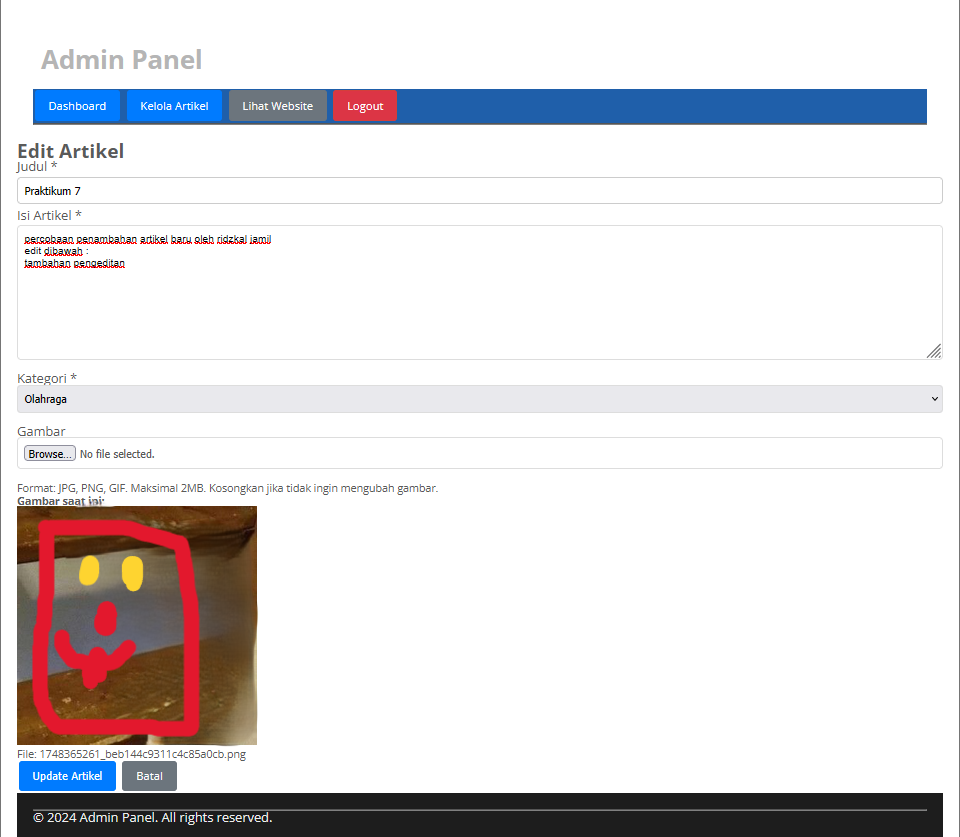 Admin Panel
Dashboard Kelola Artikel Lihat Website Logout
Edit Artikel
Judul *
Praktikum 7
Isi Artikel *
percobaan penambahan artikel baru oleh ridzkal jamil
edit dibawah :
tambahan pengeditan
Kategori *
Olahraga
Gambar
Browse... No file selected.
Format: JPG, PNG, GIF. Maksimal 2MB. Kosongkan jika tidak ingin mengubah gambar.
Gambar saat ini:
File: 1748365261_beb144c9311c4c85a0cb.png
Update Artikel Batal
© 2024 Admin Panel. All rights reserved.